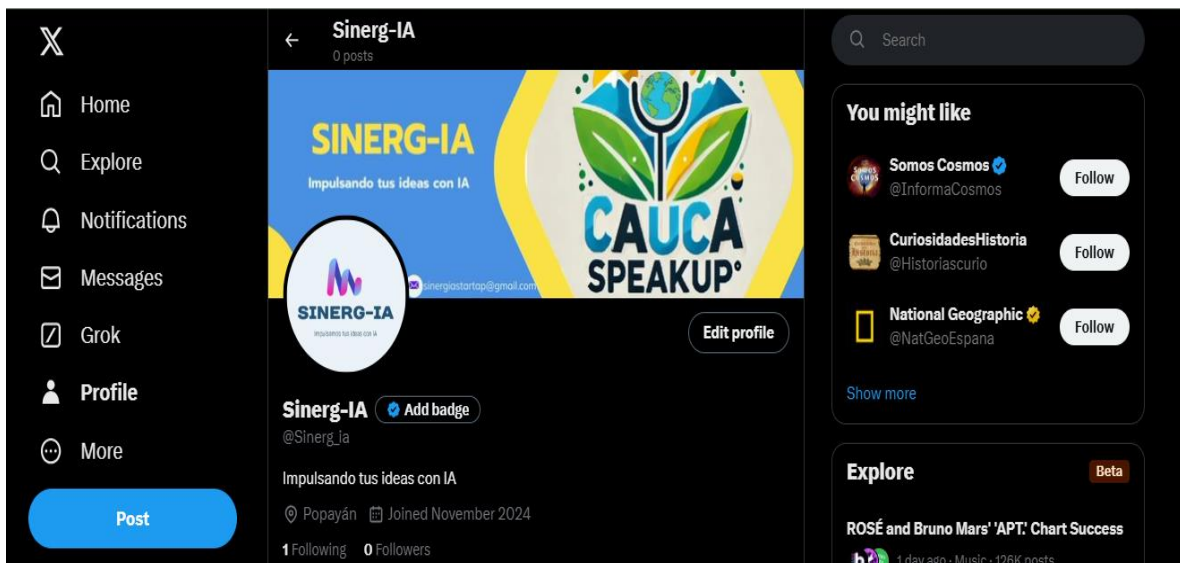 Home
Explore
Notifications
Messages
Grok
Profile
More
Post
Sinerg-IA
0 posts
SINERG-IA
Impulsando tus ideas con IA
CAUCA
SPEAKUP
sinergiastartap@gmail.com
SINERG-IA
Impulsamos tus ideas con IA
Edit profile
Sinerg-IA Add badge
@Sinerg_ia
Impulsando tus ideas con IA
Popayán Joined November 2024
1 Following 0 Followers
Search
You might like
Somos Cosmos
@InformaCosmos
Follow
CuriosidadesHistoria
@Historiascurio
Follow
National Geographic
@NatGeoEspana
Follow
Show more
Explore Beta
ROSÉ and Bruno Mars' 'APT.' Chart Success
1 day ago · Music · 126K posts